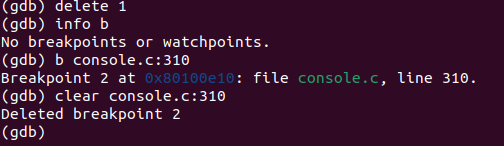 (gdb) delete 1
(gdb) info b
No breakpoints or watchpoints.
(gdb) b console.c:310
Breakpoint 2 at 0x80100e10: file console.c, line 310.
(gdb) clear console.c:310
Deleted breakpoint 2
(gdb)